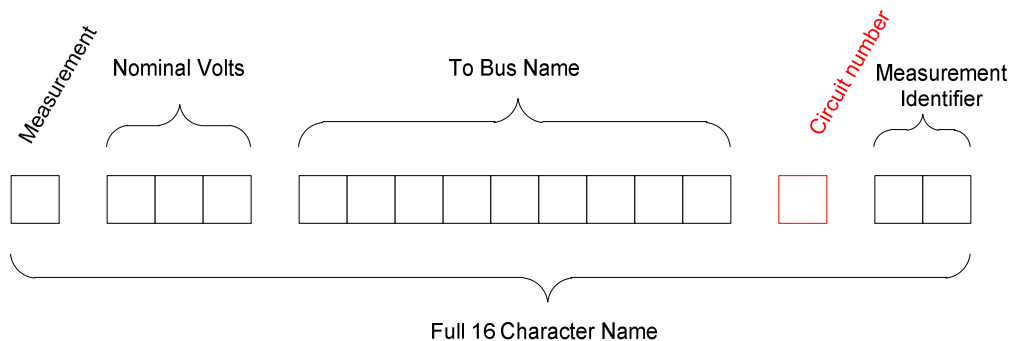 Measurement
Nominal Volts
To Bus Name
Circuit number
Measurement
Identifier
Full 16 Character Name